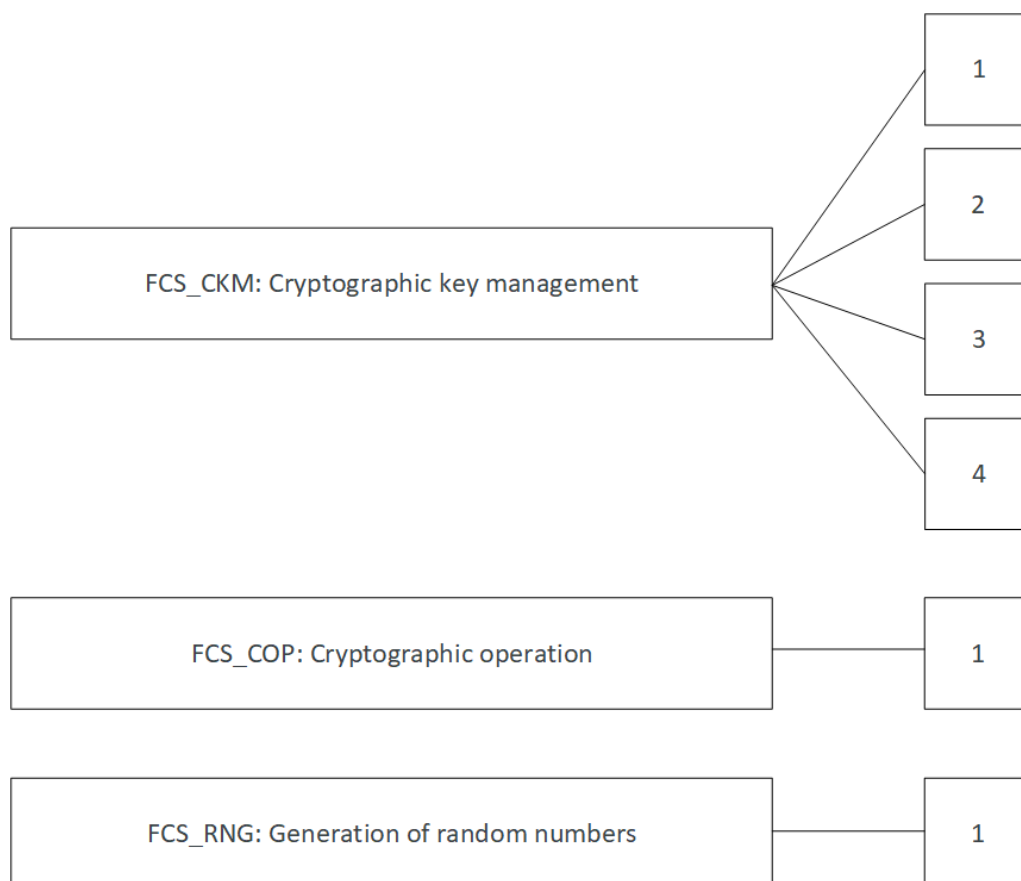 1
2
FCS_CKM: Cryptographic key management
3
4
FCS_COP: Cryptographic operation
1
FCS_RNG: Generation of random numbers
1